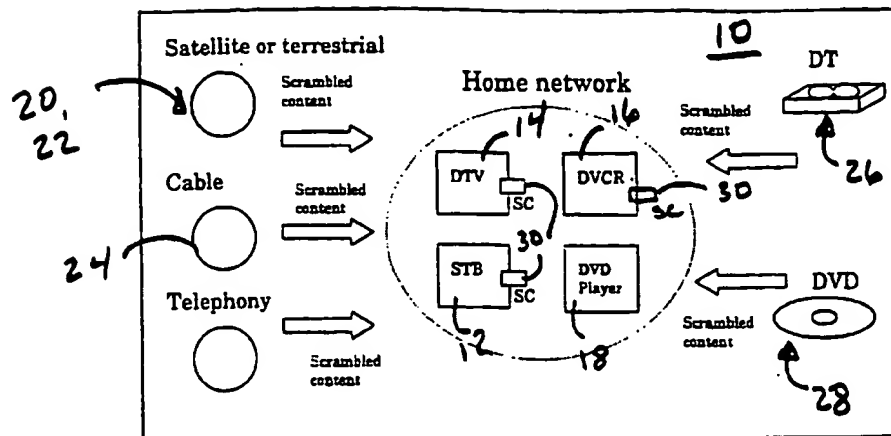 10
Satellite or terrestrial
20,
22
Scrambled
content
Home network
14
16
DT
Scrambled
content
26
DTV
SC
DVCR
SC
30
Cable
24
Scrambled
content
30
STB
SC
12
DVD
Player
18
Scrambled
content
DVD
28
Telephony
Scrambled
content